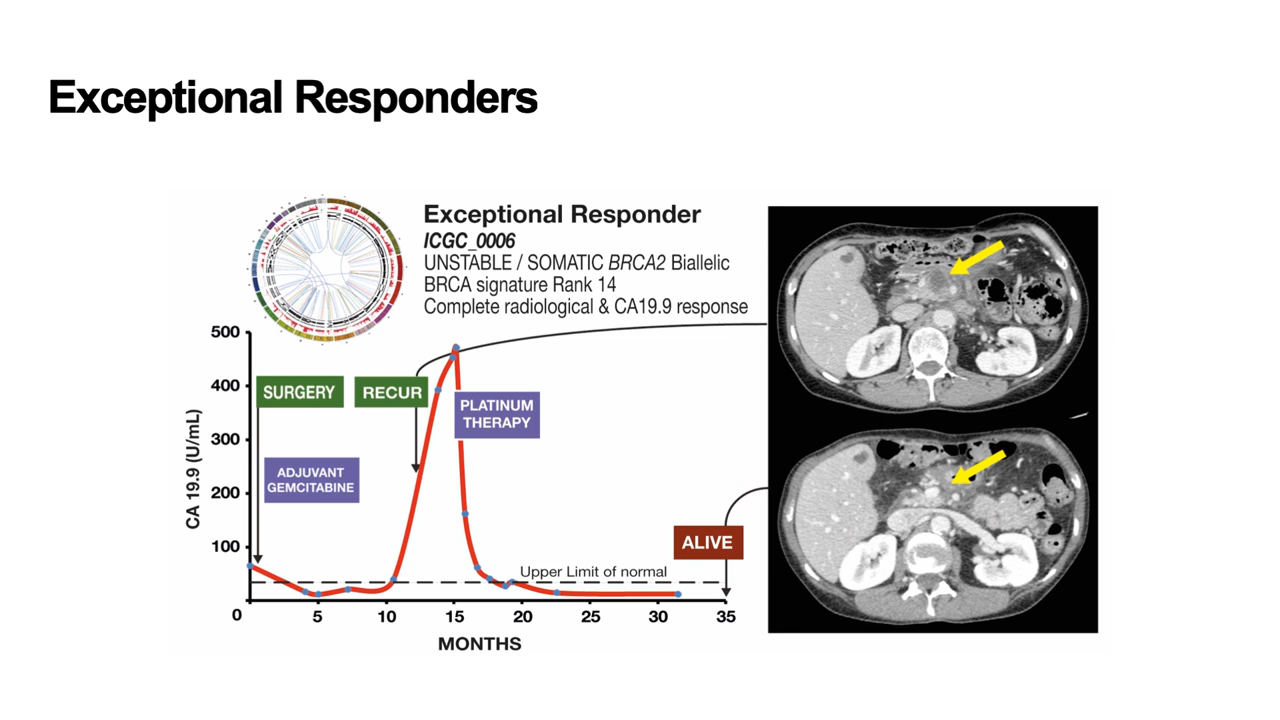 Exceptional Responders
Exceptional Responder
ICGC_0006
UNSTABLE / SOMATIC BRCA2 Biallelic
BRCA signature Rank 14
Complete radiological & CA19.9 response
500
400
300
200
100
0
5
10
15
20
25
30
35
CA 19.9 (U/mL)
MONTHS
SURGERY
RECUR
PLATINUM
THERAPY
ADJUVANT
GEMCITABINE
ALIVE
Upper Limit of normal